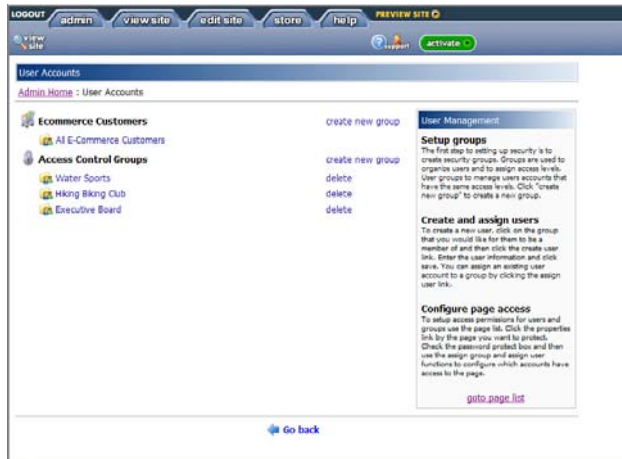 LOGOUT admin view site edit site store help PREVIEW SITE
view site support activate
User Accounts
Admin Home : User Accounts
Ecommerce Customers create new group
All E-Commerce Customers
Access Control Groups create new group
Water Sports delete
Hiking Biking Club delete
Executive Board delete
User Management
Setup groups
The first step to setting up security is to
create security groups. Groups are used to
organize users and to assign access levels.
User groups to manage users accounts that
have the same access levels. Click "create
new group" to create a new group.
Create and assign users
To create a new user, click on the group
that you would like for them to be a
member of and then click the create user
link. Enter the user information and click
save. You can assign an existing user
account to a group by clicking the assign
user link.
Configure page access
To setup access permissions for users and
groups use the page list. Click the properties
link by the page you want to protect.
Check the password protect box and then
use the assign group and assign user
functions to configure which accounts have
access to the page.
goto page list
Go back